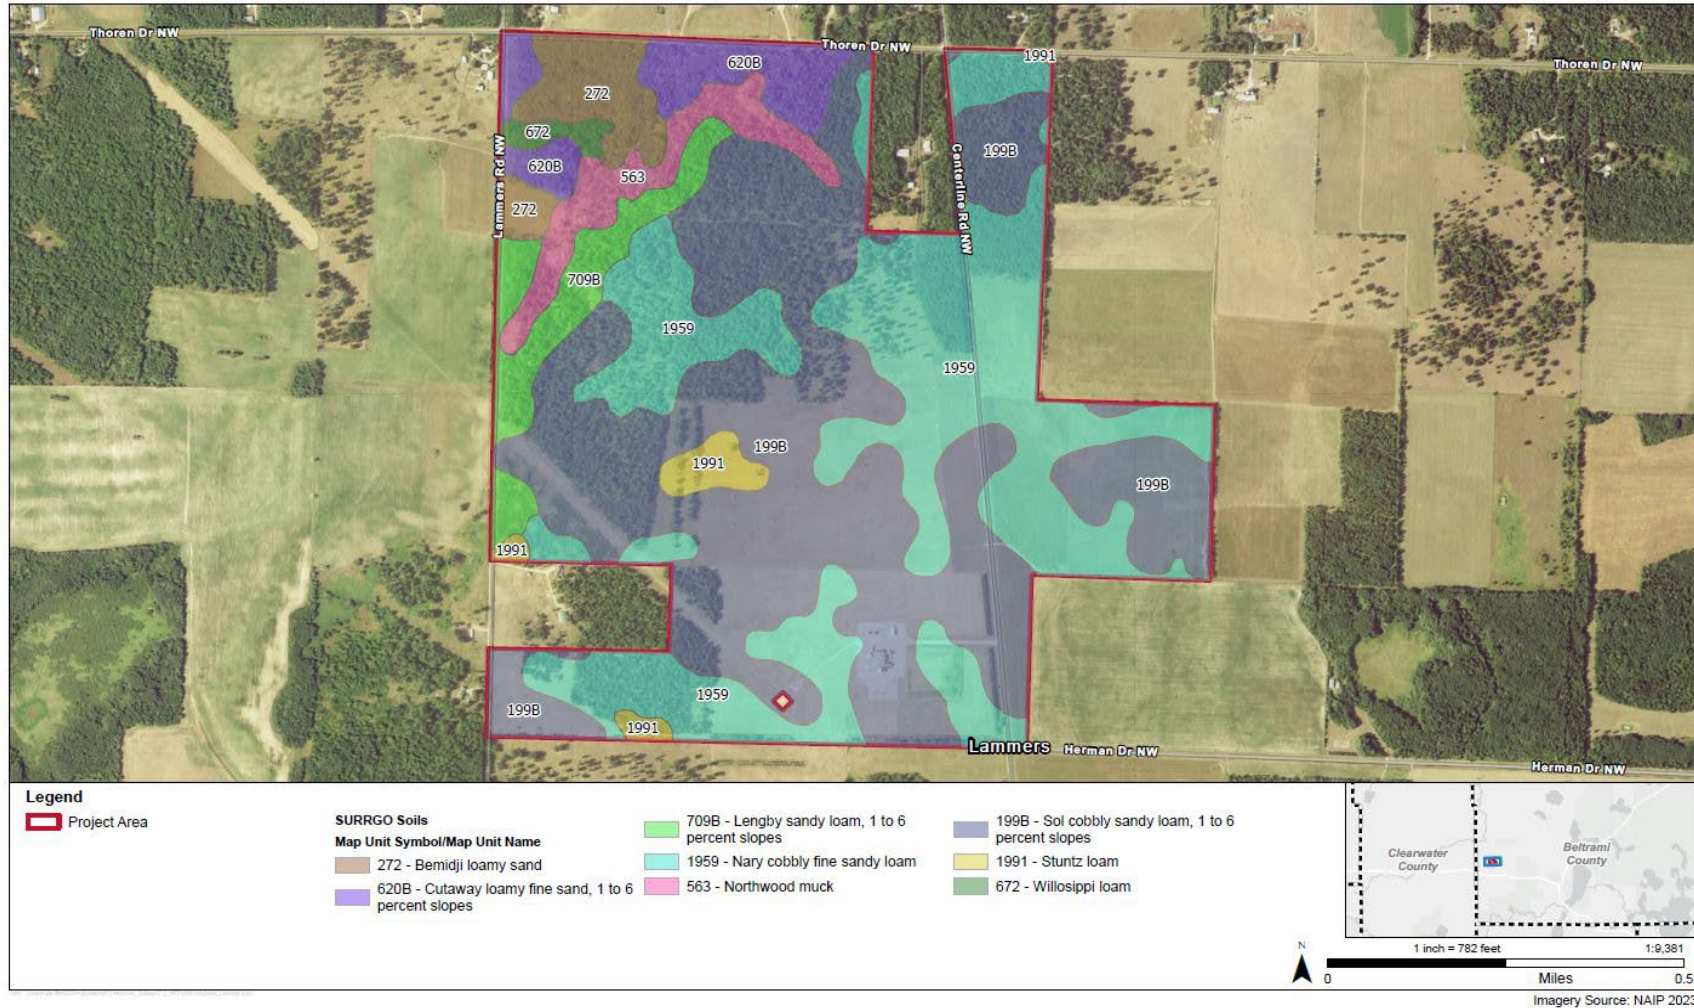 Thoren Dr NW
Thoren Dr NW
Thoren Dr NW
1991
620B
272
672
620B
199B
563
272
Lammers Rd NW
Centerline Rd NW
709B
1959
1959
199B
1991
199B
1991
1959
199B
1991
Lammers
Herman Dr NW
Herman Dr NW
Legend
Project Area
SURRGO Soils
Map Unit Symbol/Map Unit Name
272 - Bemidji loamy sand
620B - Cutaway loamy fine sand, 1 to 6
percent slopes
709B - Lengby sandy loam, 1 to 6
percent slopes
1959 - Nary cobbly fine sandy loam
563 - Northwood muck
199B - Sol cobbly sandy loam, 1 to 6
percent slopes
1991 - Stuntz loam
672 - Willosippi loam
Clearwater
County
Beltrami
County
N
1 inch = 782 feet
1:9,381
0
Miles
0.5
Imagery Source: NAIP 2023